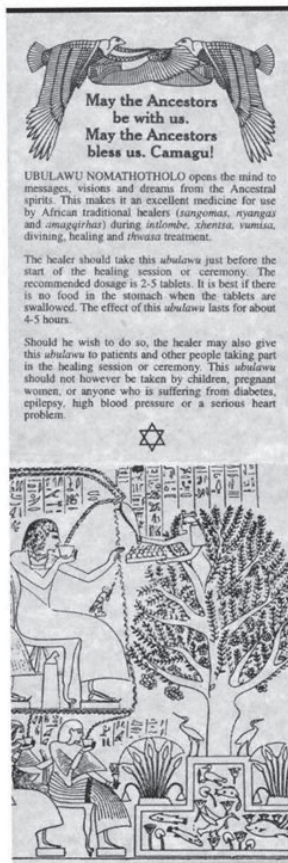 May the Ancestors
be with us.
May the Ancestors
bless us. Camagu!
UBULAWU NOMATHOTHOLO opens the mind to
messages, visions and dreams from the Ancestral
spirits. This makes it an excellent medicine for use
by African traditional healers (sangomas, nyangas
and amagqirhas) during intlombe, xhentsa, vumisa,
divining, healing and thwasa treatment.
The healer should take this ubulawu just before the
start of the healing session or ceremony. The
recommended dosage is 2-5 tablets. It is best if there
is no food in the stomach when the tablets are
swallowed. The effect of this ubulawu lasts for about
4-5 hours.
Should he wish to do so, the healer may also give
this ubulawu to patients and other people taking part
in the healing session or ceremony. This ubulawu
should not however be taken by children, pregnant
women, or anyone who is suffering from diabetes,
epilepsy, high blood pressure or a serious heart
problem.